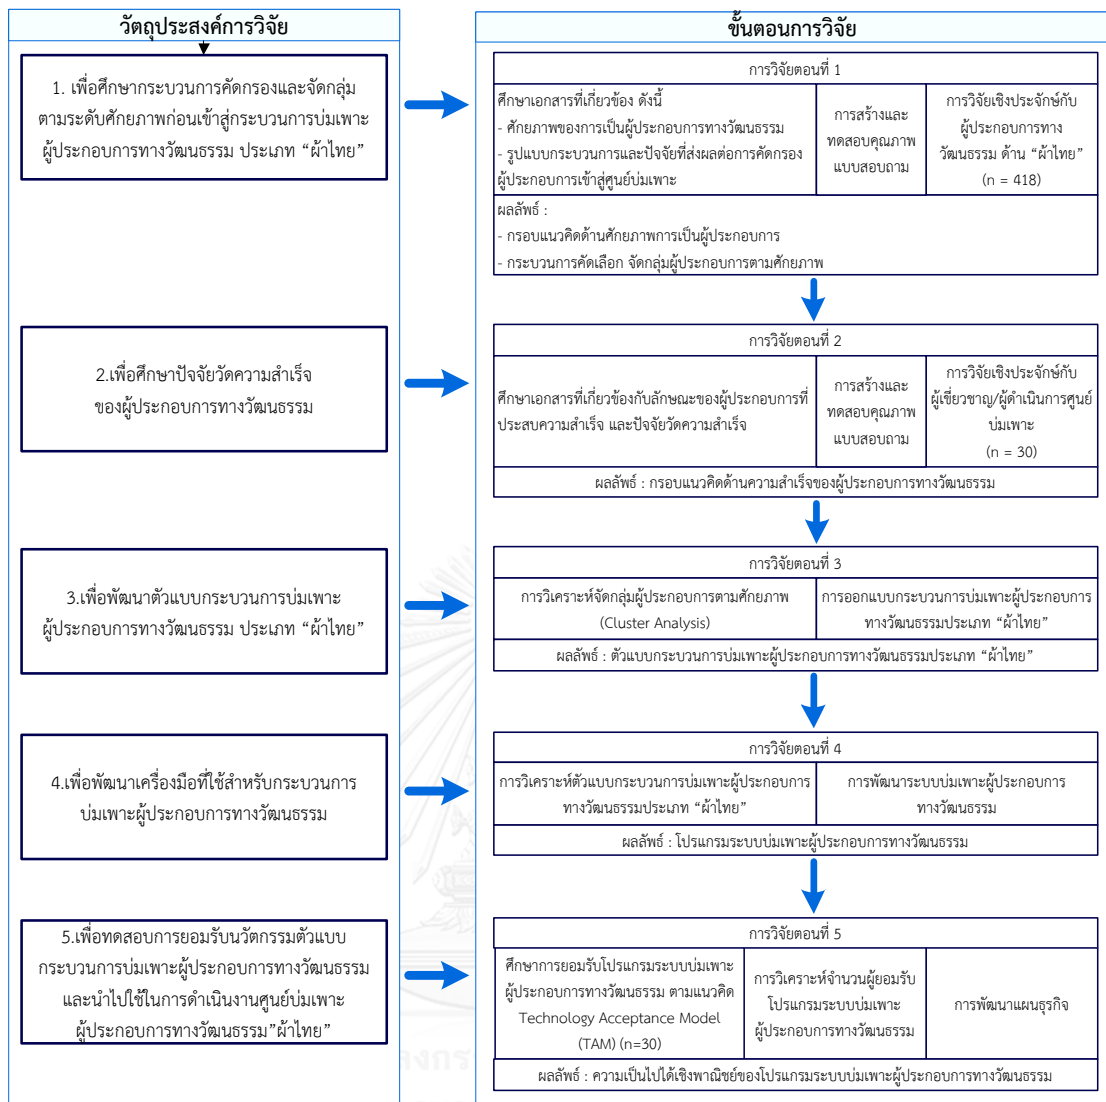 วัตถุประสงค์การวิจัย
ขั้นตอนการวิจัย
1. เพื่อศึกษากระบวนการคัดกรองและจัดกลุ่ม
ตามระดับศักยภาพก่อนเข้าสู่กระบวนการบ่มเพาะ
ผู้ประกอบการทางวัฒนธรรม ประเภท “ผ้าไทย”
การวิจัยตอนที่ 1
ศึกษาเอกสารที่เกี่ยวข้อง ดังนี้
- ศักยภาพของการเป็นผู้ประกอบการทางวัฒนธรรม
- รูปแบบกระบวนการและปัจจัยที่ส่งผลต่อการคัดกรอง
ผู้ประกอบการเข้าสู่ศูนย์บ่มเพาะ
การสร้างและ
ทดสอบคุณภาพ
แบบสอบถาม
การวิจัยเชิงประจักษ์กับ
ผู้ประกอบการทาง
วัฒนธรรม ด้าน “ผ้าไทย”
(n = 418)
ผลลัพธ์ :
- กรอบแนวคิดด้านศักยภาพการเป็นผู้ประกอบการ
- กระบวนการคัดเลือก จัดกลุ่มผู้ประกอบการตามศักยภาพ
2.เพื่อศึกษาปัจจัยวัดความสำเร็จ
ของผู้ประกอบการทางวัฒนธรรม
การวิจัยตอนที่ 2
ศึกษาเอกสารที่เกี่ยวข้องกับลักษณะของผู้ประกอบการที่
ประสบความสำเร็จ และปัจจัยวัดความสำเร็จ
การสร้างและ
ทดสอบคุณภาพ
แบบสอบถาม
การวิจัยเชิงประจักษ์กับ
ผู้เชี่ยวชาญ/ผู้ดำเนินการศูนย์
บ่มเพาะ
(n = 30)
ผลลัพธ์ : กรอบแนวคิดด้านความสำเร็จของผู้ประกอบการทางวัฒนธรรม
3.เพื่อพัฒนาตัวแบบกระบวนการบ่มเพาะ
ผู้ประกอบการทางวัฒนธรรม ประเภท “ผ้าไทย”
การวิจัยตอนที่ 3
การวิเคราะห์จัดกลุ่มผู้ประกอบการตามศักยภาพ
(Cluster Analysis)
การออกแบบกระบวนการบ่มเพาะผู้ประกอบการ
ทางวัฒนธรรมประเภท “ผ้าไทย”
ผลลัพธ์ : ตัวแบบกระบวนการบ่มเพาะผู้ประกอบการทางวัฒนธรรมประเภท “ผ้าไทย”
4.เพื่อพัฒนาเครื่องมือที่ใช้สำหรับกระบวนการ
บ่มเพาะผู้ประกอบการทางวัฒนธรรม
การวิจัยตอนที่ 4
การวิเคราะห์ตัวแบบกระบวนการบ่มเพาะผู้ประกอบการ
ทางวัฒนธรรมประเภท “ผ้าไทย”
การพัฒนาระบบบ่มเพาะผู้ประกอบการ
ทางวัฒนธรรม
ผลลัพธ์ : โปรแกรมระบบบ่มเพาะผู้ประกอบการทางวัฒนธรรม
5.เพื่อทดสอบการยอมรับนวัตกรรมตัวแบบ
กระบวนการบ่มเพาะผู้ประกอบการทางวัฒนธรรม
และนำไปใช้ในการดำเนินงานศูนย์บ่มเพาะ
ผู้ประกอบการทางวัฒนธรรม”ผ้าไทย”
การวิจัยตอนที่ 5
ศึกษาการยอมรับโปรแกรมระบบบ่มเพาะ
ผู้ประกอบการทางวัฒนธรรม ตามแนวคิด
Technology Acceptance Model
(TAM) (n=30)
การวิเคราะห์จำนวนผู้ยอมรับ
โปรแกรมระบบบ่มเพาะ
ผู้ประกอบการทางวัฒนธรรม
การพัฒนาแผนธุรกิจ
ผลลัพธ์ : ความเป็นไปได้เชิงพาณิชย์ของโปรแกรมระบบบ่มเพาะผู้ประกอบการทางวัฒนธรรม